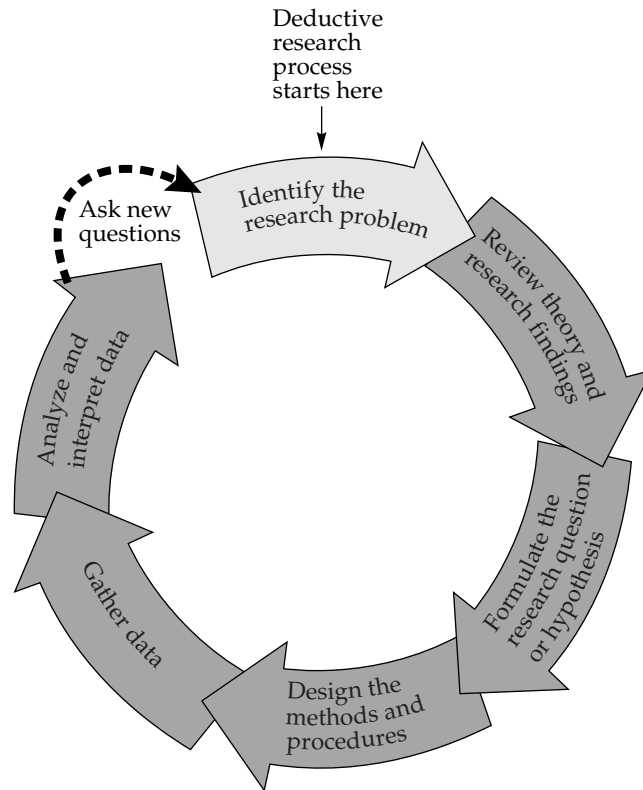 Deductive
research
process
starts here
Identify the
research problem
Review theory and
research findings
Formulate the
research question
or hypothesis
Design the
methods and
procedures
Gather data
Analyze and
interpret data
Ask new
questions